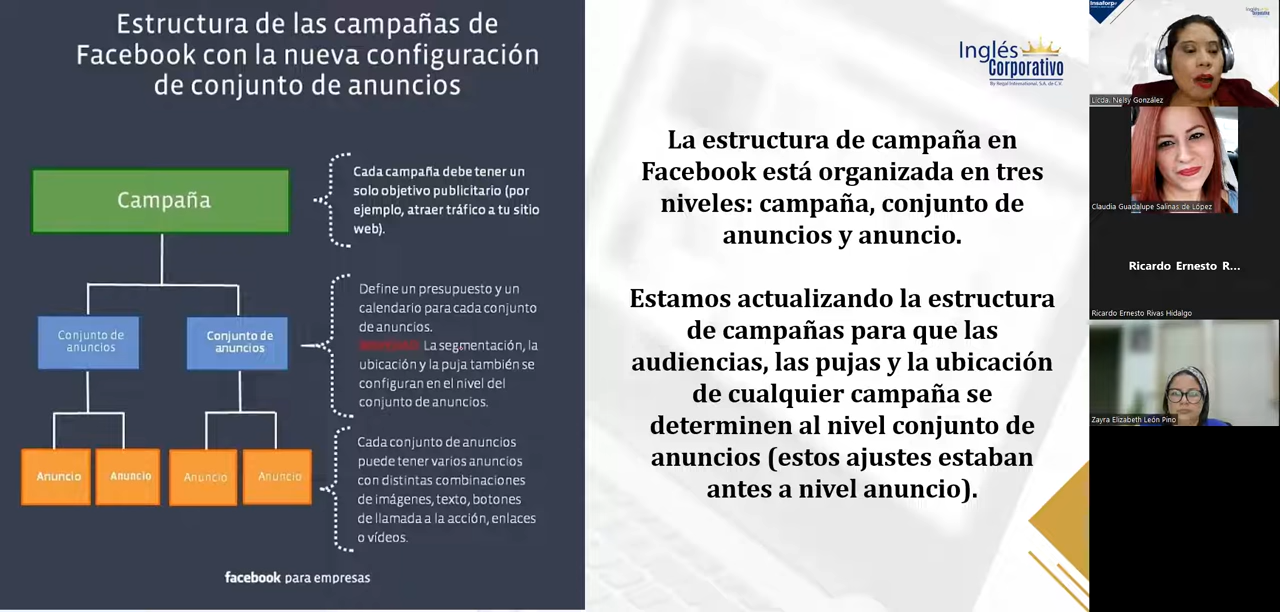 Estructura de las campañas de
Facebook con la nueva configuración
de conjunto de anuncios
Campaña
Cada campaña debe tener un
solo objetivo publicitario (por
ejemplo, atraer tráfico a tu sitio
web).
Conjunto de
anuncios
Conjunto de
anuncios
Define un presupuesto y un
calendario para cada conjunto
de anuncios.
La segmentación, la
ubicación y la puja también se
configuran en el nivel del
conjunto de anuncios.
Anuncio
Anuncio
Anuncio
Anuncio
Cada conjunto de anuncios
puede tener varios anuncios
con distintas combinaciones
de imágenes, texto, botones
de llamada a la acción, enlaces
o vídeos.
facebook para empresas
Inglés
Corporativo
By Regal International, S.A. de C.V.
La estructura de campaña en
Facebook está organizada en tres
niveles: campaña, conjunto de
anuncios y anuncio.
Estamos actualizando la estructura
de campañas para que las
audiencias, las pujas y la ubicación
de cualquier campaña se
determinen al nivel conjunto de
anuncios (estos ajustes estaban
antes a nivel anuncio).
Insaforp
Licda. Nelsy González
Claudia Guadalupe Salinas de López
Ricardo Ernesto R...
Ricardo Ernesto Rivas Hidalgo
Zayra Elizabeth León Pino